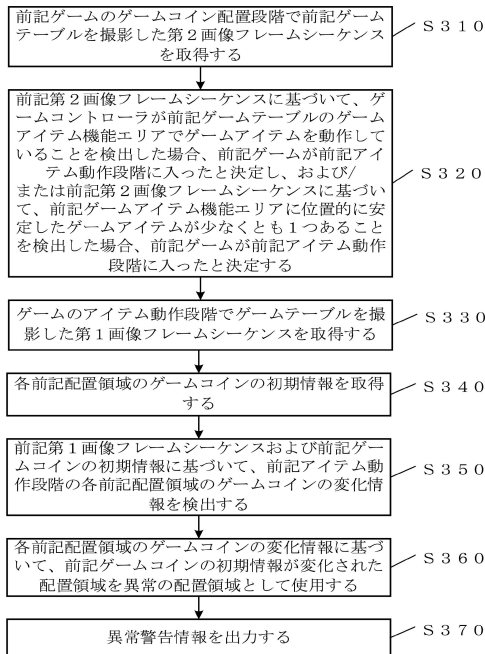 前記ゲームのゲームコイン配置段階で前記ゲーム
テーブルを撮影した第２画像フレームシーケンス
を取得する
Ｓ３１０
前記第２画像フレームシーケンスに基づいて、ゲ
ームコントローラが前記ゲームテーブルのゲーム
アイテム機能エリアでゲームアイテムを動作して
いることを検出した場合、前記ゲームが前記アイ
テム動作段階に入ったと決定し、および/
または前記第２画像フレームシーケンスに基づい
て、前記ゲームアイテム機能エリアに位置的に安
定したゲームアイテムが少なくとも１つあること
を検出した場合、前記ゲームが前記アイテム動作
段階に入ったと決定する
Ｓ３２０
ゲームのアイテム動作段階でゲームテーブルを撮
影した第１画像フレームシーケンスを取得する
Ｓ３３０
各前記配置領域のゲームコインの初期情報を取得
する
Ｓ３４０
前記第１画像フレームシーケンスおよび前記ゲー
ムコインの初期情報に基づいて、前記アイテム動
作段階の各前記配置領域のゲームコインの変化情
報を検出する
Ｓ３５０
各前記配置領域のゲームコインの変化情報に基づ
いて、前記ゲームコインの初期情報が変化された
配置領域を異常の配置領域として使用する
Ｓ３６０
異常警告情報を出力する
Ｓ３７０